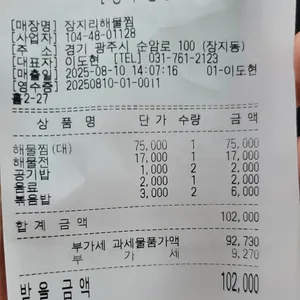 [매장명] 장지리해물찜
[사업자] 104-48-01128
[주 소] 경기 광주시 순암로 100 (장지동)
[대표자] 이도현 [TEL] 031-761-2123
[매출일] 2025-08-10 14:07:16 01-이도현
[영수증] 20250810-01-0011
홀2-27
상 품 명 단 가 수량 금 액
해물찜(대) 75,000 1 75,000
해물전 17,000 1 17,000
공기밥 1,000 2 2,000
음료 2,000 1 2,000
볶음밥 3,000 2 6,000
합계 금액 102,000
부가세 과세물품가액 92,730
부 가 세 9,270
받을 금액 102,000